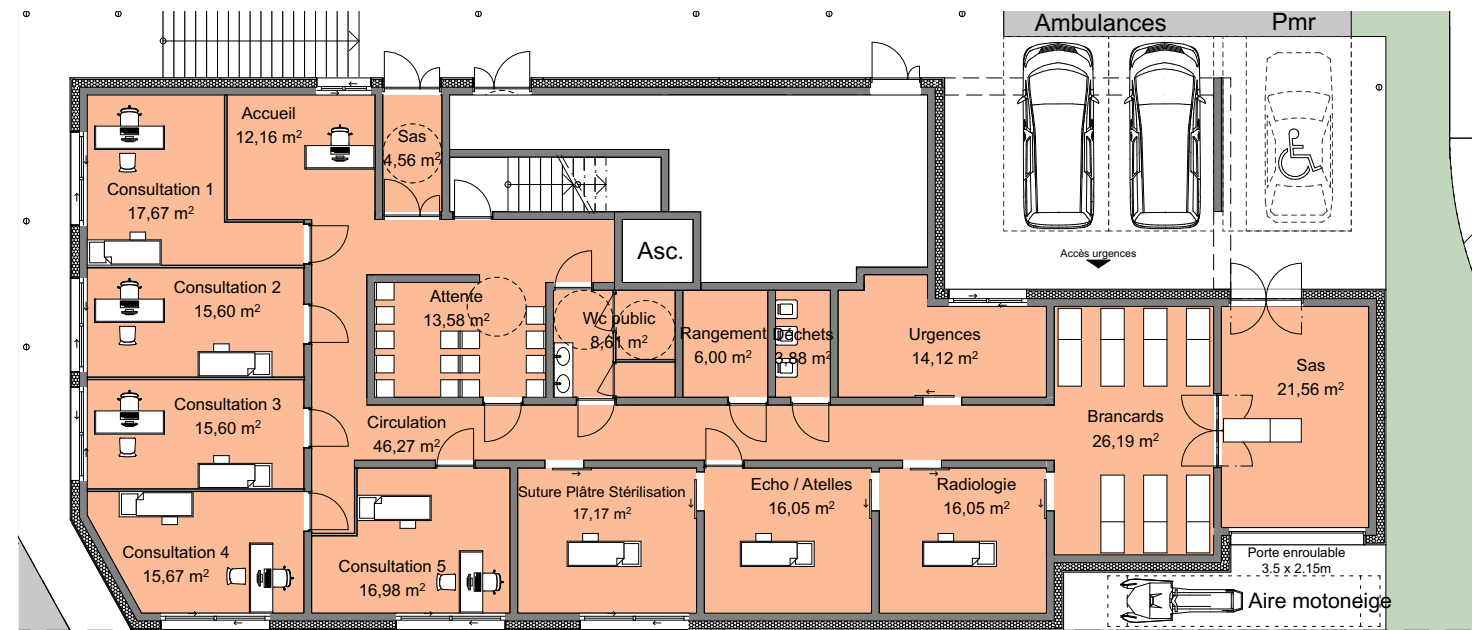 Ambulances
Pmr
Accueil
12,16 m²
Sas
4,56 m²
Consultation 1
17,67 m²
Asc.
Accès urgences
Consultation 2
15,60 m²
Attente
13,58 m²
Wc public
8,61 m²
Rangement
6,00 m²
Déchets
3,88 m²
Urgences
14,12 m²
Sas
21,56 m²
Consultation 3
15,60 m²
Circulation
46,27 m²
Brancards
26,19 m²
Suture Plâtre Stérilisation
17,17 m²
Echo / Atelles
16,05 m²
Radiologie
16,05 m²
Consultation 4
15,67 m²
Consultation 5
16,98 m²
Porte enroulable
3.5 x 2.15m
Aire motoneige